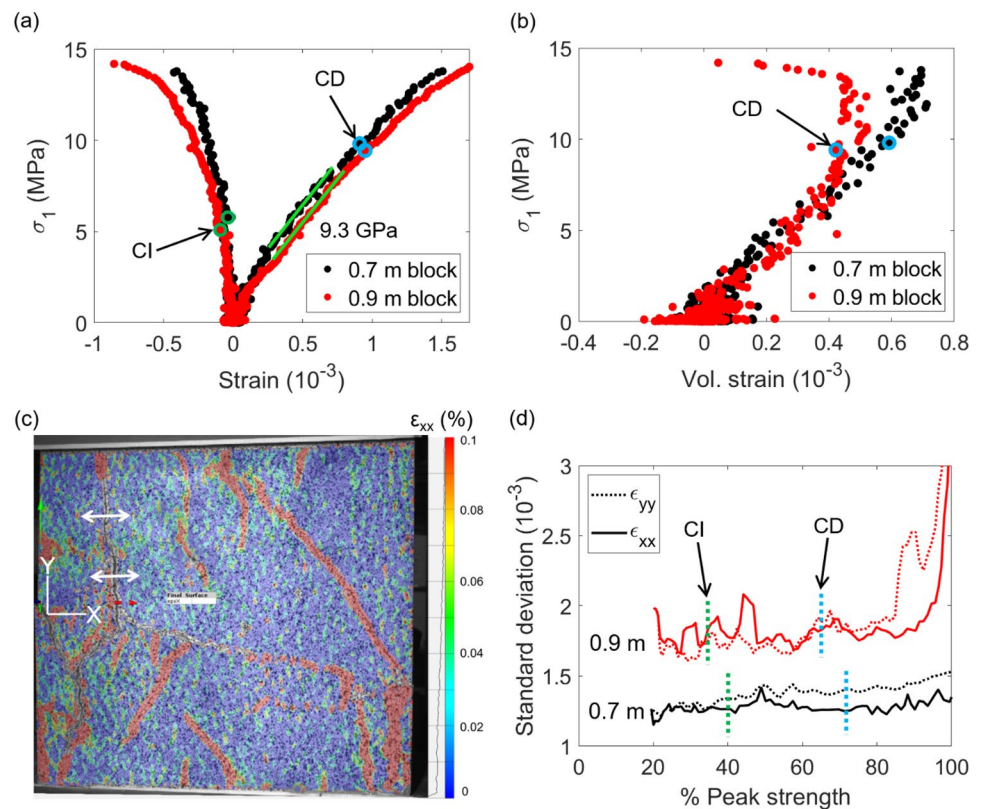 (a)
15
10
5
0
σ1 (MPa)
CD
CI
9.3 GPa
0.7 m block
0.9 m block
-1 0 1 1.5
Strain (10-3)
(b)
15
10
5
0
σ1 (MPa)
CD
0.7 m block
0.9 m block
-0.4 -0.2 0 0.2 0.4 0.6 0.8
Vol. strain (10-3)
(c)
εxx (%)
0.1
0.08
0.06
0.04
0.02
0
Y
X
Final Surface
epsX
(d)
3
2.5
2
1.5
1
Standard deviation (10-3)
ϵyy
ϵxx
CI
CD
0.9 m
0.7 m
0 20 40 60 80 100
% Peak strength